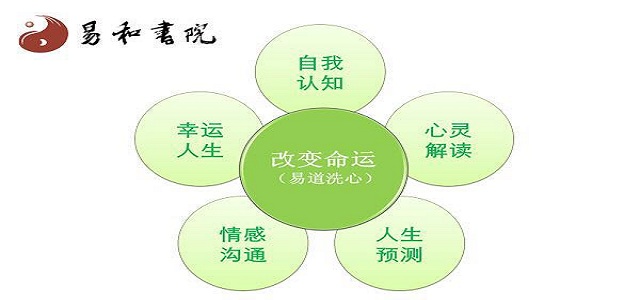 易和書院
自我
认知
幸运
人生
心灵
解读
改变命运
（易道洗心）
情感
沟通
人生
预测